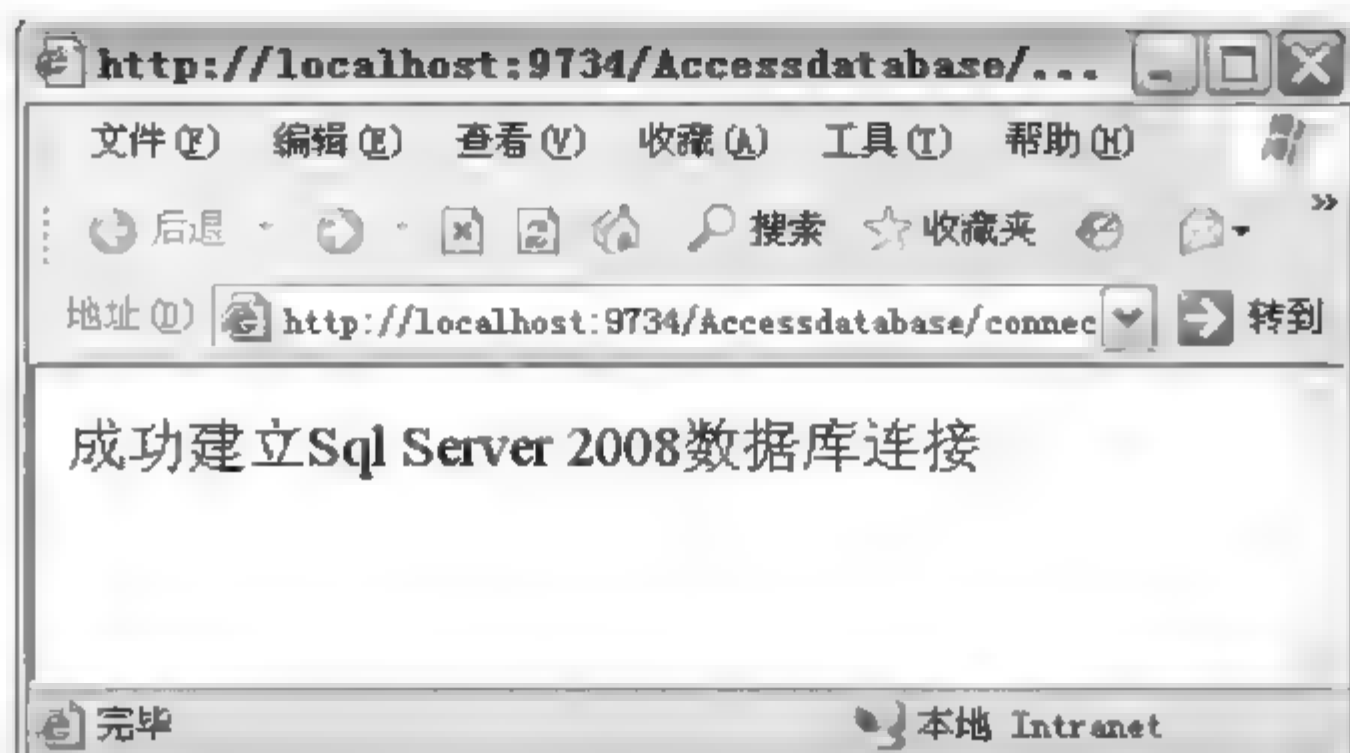 http://localhost:9734/Accessdatabase/...
文件(F) 编辑(E) 查看(V) 收藏(A) 工具(T) 帮助(H)
后退 搜索 收藏夹 »
地址(D) http://localhost:9734/Accessdatabase/connec 转到
成功建立Sql Server 2008数据库连接
完毕 本地 Intranet